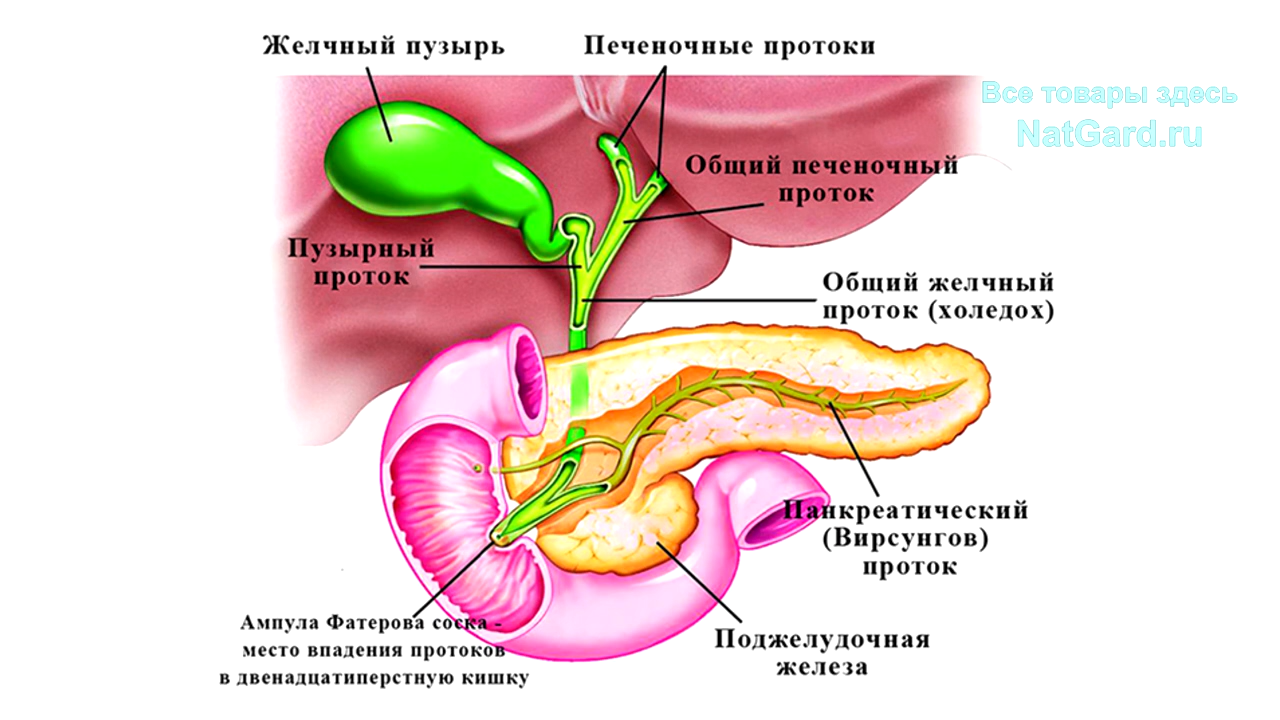 Желчный пузырь
Печеночные протоки
Все товары здесь
NatGard.ru
Общий печеночный
проток
Пузырный
проток
Общий желчный
проток (холедох)
Панкреатический
(Вирсунгов)
проток
Ампула Фатерова соска -
место впадения протоков
в двенадцатиперстную кишку
Поджелудочная
железа